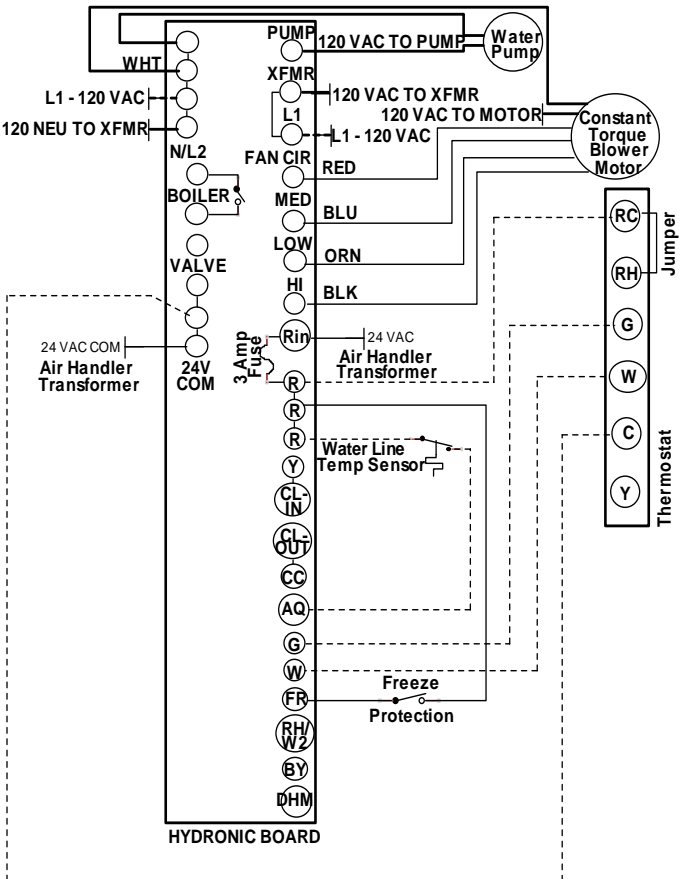 PUMP
120 VAC TO PUMP
Water
Pump
WHT
XFMR
L1 - 120 VAC
120 VAC TO XFMR
120 VAC TO MOTOR
Constant
Torque
Blower
Motor
120 NEU TO XFMR
L1
L1 - 120 VAC
N/L2
FAN CIR
RED
BOILER
MED
BLU
LOW
ORN
VALVE
HI
BLK
24 VAC COM
Air Handler
Transformer
24V
COM
3 Amp
Fuse
Rin
24 VAC
Air Handler
Transformer
R
R
R
Water Line
Temp Sensor
Y
CL-
IN
CL-
OUT
CC
AQ
G
W
FR
Freeze
Protection
RH/
W2
BY
DHM
HYDRONIC BOARD
RC
RH
Jumper
G
W
C
Y
Thermostat